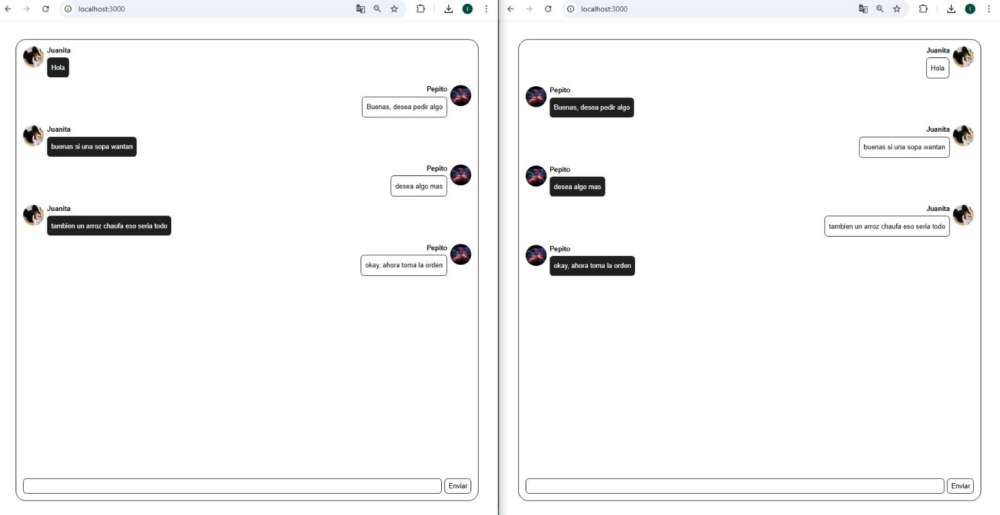 localhost:3000
Juanita
Hola
Pepito
Buenas, desea pedir algo
Juanita
buenas si una sopa wantan
Pepito
desea algo mas
Juanita
tambien un arroz chaufa eso seria todo
Pepito
okay, ahora toma la orden
Enviar
localhost:3000
Juanita
Hola
Pepito
Buenas, desea pedir algo
Juanita
buenas si una sopa wantan
Pepito
desea algo mas
Juanita
tambien un arroz chaufa eso seria todo
Pepito
okay, ahora toma la orden
Enviar